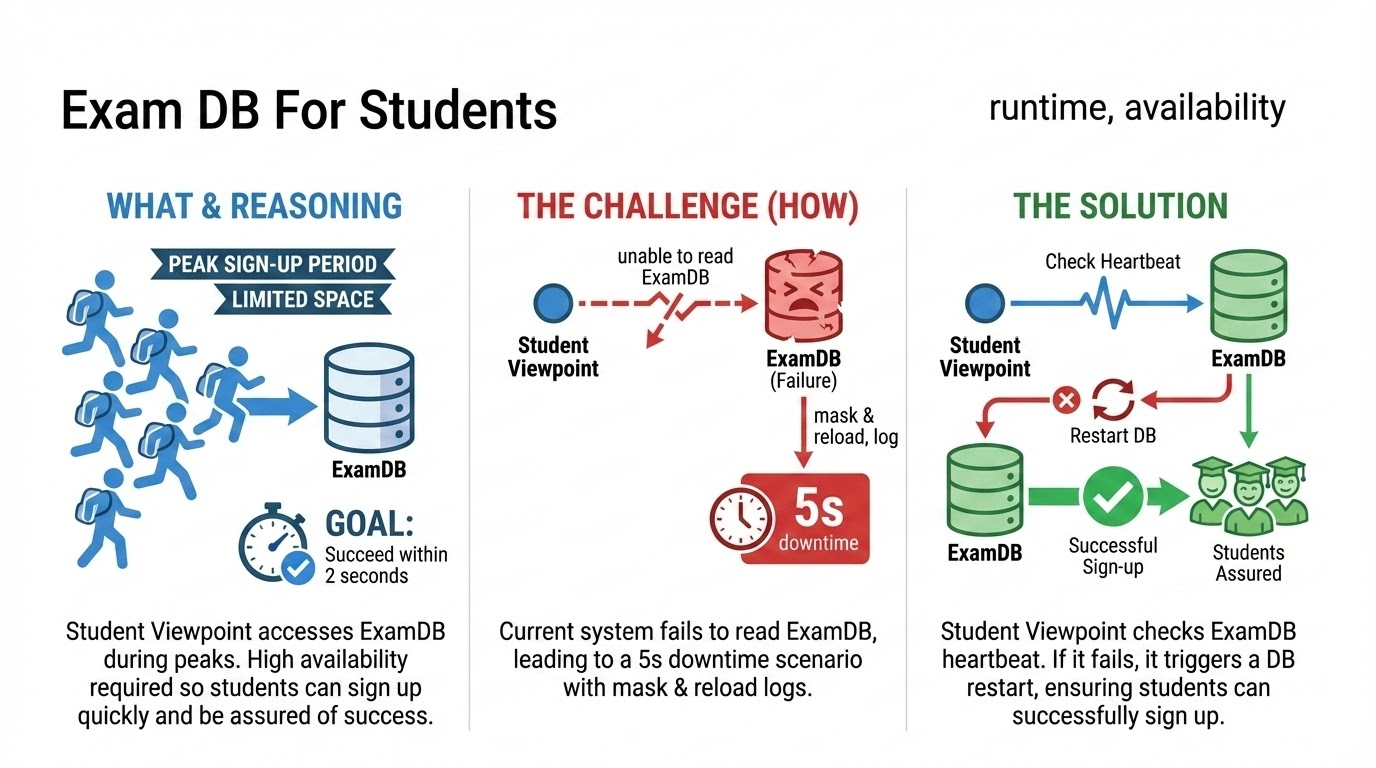 Exam DB For Students
runtime, availability
WHAT & REASONING
PEAK SIGN-UP PERIOD
LIMITED SPACE
ExamDB
GOAL:
Succeed within
2 seconds
Student Viewpoint accesses ExamDB
during peaks. High availability
required so students can sign up
quickly and be assured of success.
THE CHALLENGE (HOW)
unable to read
ExamDB
Student
Viewpoint
ExamDB
(Failure)
mask &
reload, log
5s
downtime
Current system fails to read ExamDB,
leading to a 5s downtime scenario
with mask & reload logs.
THE SOLUTION
Check Heartbeat
Student
Viewpoint
ExamDB
Restart DB
ExamDB
Successful
Sign-up
Students
Assured
Student Viewpoint checks ExamDB
heartbeat. If it fails, it triggers a DB
restart, ensuring students can
successfully sign up.